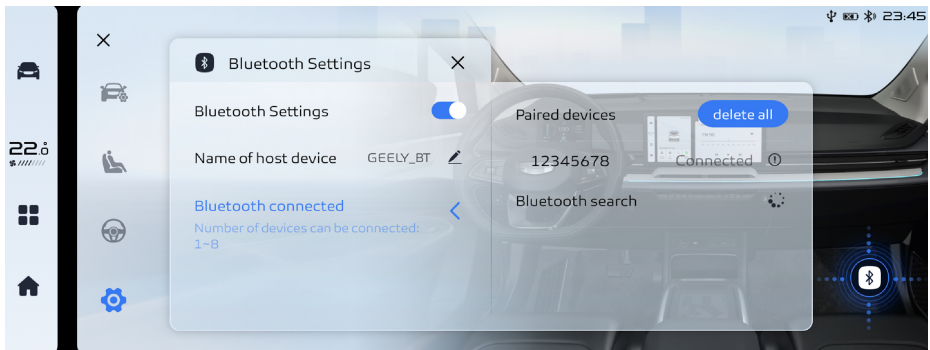 23:45
Bluetooth Settings
Bluetooth Settings
Name of host device GEELY_BT
Bluetooth connected
Number of devices can be connected:
1~8
Paired devices delete all
12345678 Connected
Bluetooth search
22.0